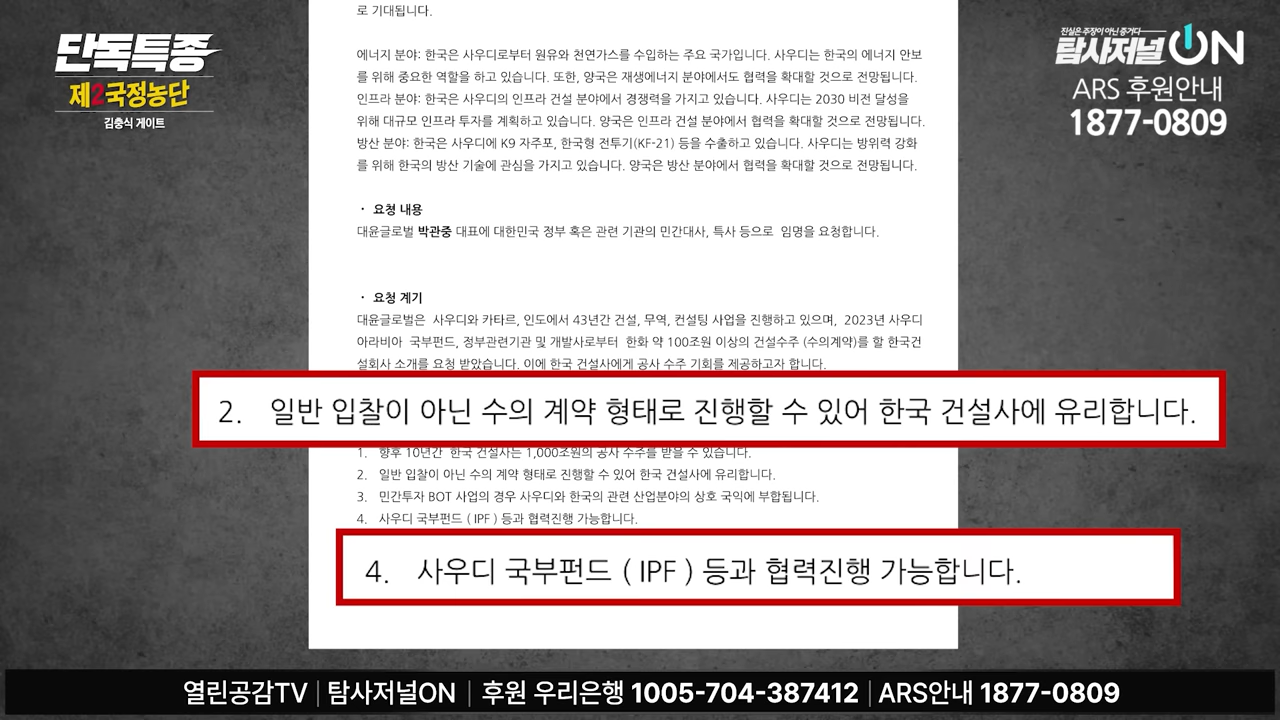 단독특종
제2국정농단
김충식 게이트
진실은 주장이 아닌 증거다
탐사저널ON
ARS 후원안내
1877-0809
로 기대됩니다.
에너지 분야: 한국은 사우디로부터 원유와 천연가스를 수입하는 주요 국가입니다. 사우디는 한국의 에너지 안보
를 위해 중요한 역할을 하고 있습니다. 또한, 양국은 재생에너지 분야에서도 협력을 확대할 것으로 전망됩니다.
인프라 분야: 한국은 사우디의 인프라 건설 분야에서 경쟁력을 가지고 있습니다. 사우디는 2030 비전 달성을
위해 대규모 인프라 투자를 계획하고 있습니다. 양국은 인프라 건설 분야에서 협력을 확대할 것으로 전망됩니다.
방산 분야: 한국은 사우디에 K9 자주포, 한국형 전투기(KF-21) 등을 수출하고 있습니다. 사우디는 방위력 강화
를 위해 한국의 방산 기술에 관심을 가지고 있습니다. 양국은 방산 분야에서 협력을 확대할 것으로 전망됩니다.
· 요청 내용
대윤글로벌 박관중 대표에 대한민국 정부 혹은 관련 기관의 민간대사, 특사 등으로 임명을 요청합니다.
· 요청 계기
대윤글로벌은 사우디와 카타르, 인도에서 43년간 건설, 무역, 컨설팅 사업을 진행하고 있으며, 2023년 사우디
아라비아 국부펀드, 정부관련기관 및 개발사로부터 한화 약 100조원 이상의 건설수주 (수의계약)를 할 한국건
설회사 소개를 요청 받았습니다. 이에 한국 건설사에게 공사 수주 기회를 제공하고자 합니다.
2. 일반 입찰이 아닌 수의 계약 형태로 진행할 수 있어 한국 건설사에 유리합니다.
1. 향후 10년간 한국 건설사는 1,000조원의 공사 수주를 받을 수 있습니다.
2. 일반 입찰이 아닌 수의 계약 형태로 진행할 수 있어 한국 건설사에 유리합니다.
3. 민간투자 BOT 사업의 경우 사우디와 한국의 관련 산업분야의 상호 국익에 부합됩니다.
4. 사우디 국부펀드 ( IPF ) 등과 협력진행 가능합니다.
4. 사우디 국부펀드 ( IPF ) 등과 협력진행 가능합니다.
열린공감TV | 탐사저널ON | 후원 우리은행 1005-704-387412 | ARS안내 1877-0809